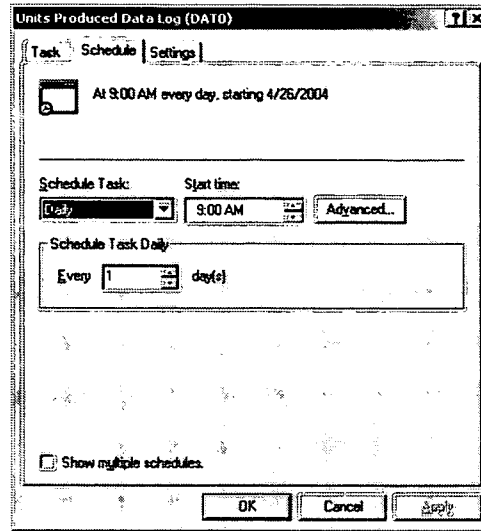 Units Produced Data Log (DAT0)
Task Schedule Settings
At 9:00 AM every day, starting 4/26/2004
Schedule Task: Start time:
Daily 9:00 AM Advanced...
Schedule Task Daily
Every 1 day(s)
Show multiple schedules.
OK Cancel Apply